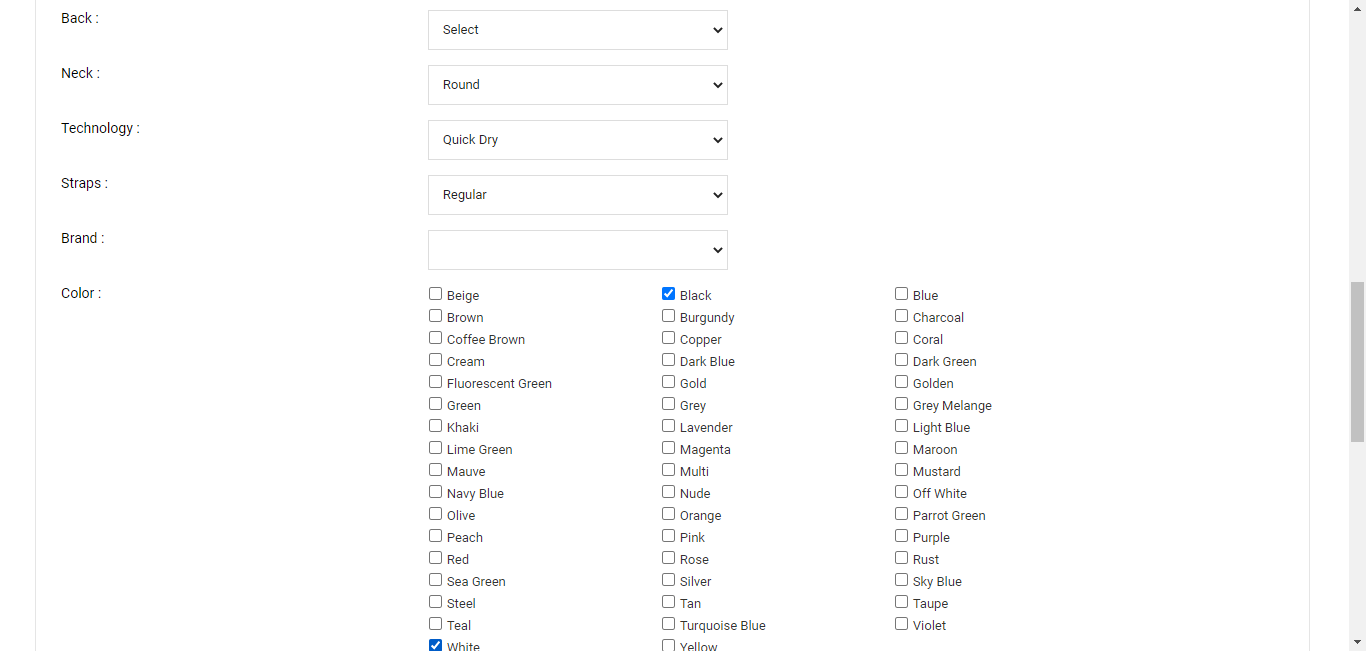 Back : Select
Neck : Round
Technology : Quick Dry
Straps : Regular
Brand :
Color : Beige Black Blue
Brown Burgundy Charcoal
Coffee Brown Copper Coral
Cream Dark Blue Dark Green
Fluorescent Green Gold Golden
Green Grey Grey Melange
Khaki Lavender Light Blue
Lime Green Magenta Maroon
Mauve Multi Mustard
Navy Blue Nude Off White
Olive Orange Parrot Green
Peach Pink Purple
Red Rose Rust
Sea Green Silver Sky Blue
Steel Tan Taupe
Teal Turquoise Blue Violet
White Yellow